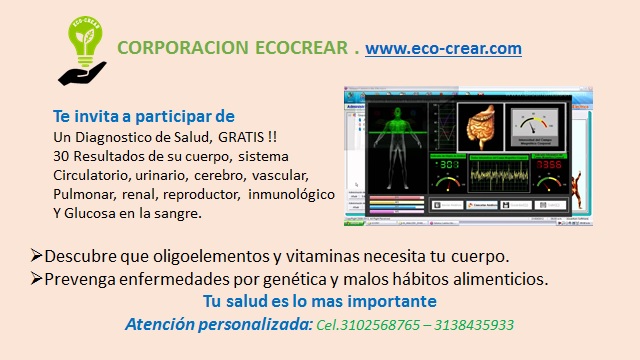 ECO-CREAR
CORPORACION ECOCREAR . www.eco-crear.com
Te invita a participar de
Un Diagnostico de Salud, GRATIS !!
30 Resultados de su cuerpo, sistema
Circulatorio, urinario, cerebro, vascular,
Pulmonar, renal, reproductor, inmunológico
Y Glucosa en la sangre.
301
7356
➢Descubre que oligoelementos y vitaminas necesita tu cuerpo.
➢Prevenga enfermedades por genética y malos hábitos alimenticios.
Tu salud es lo mas importante
Atención personalizada: Cel.3102568765 – 3138435933